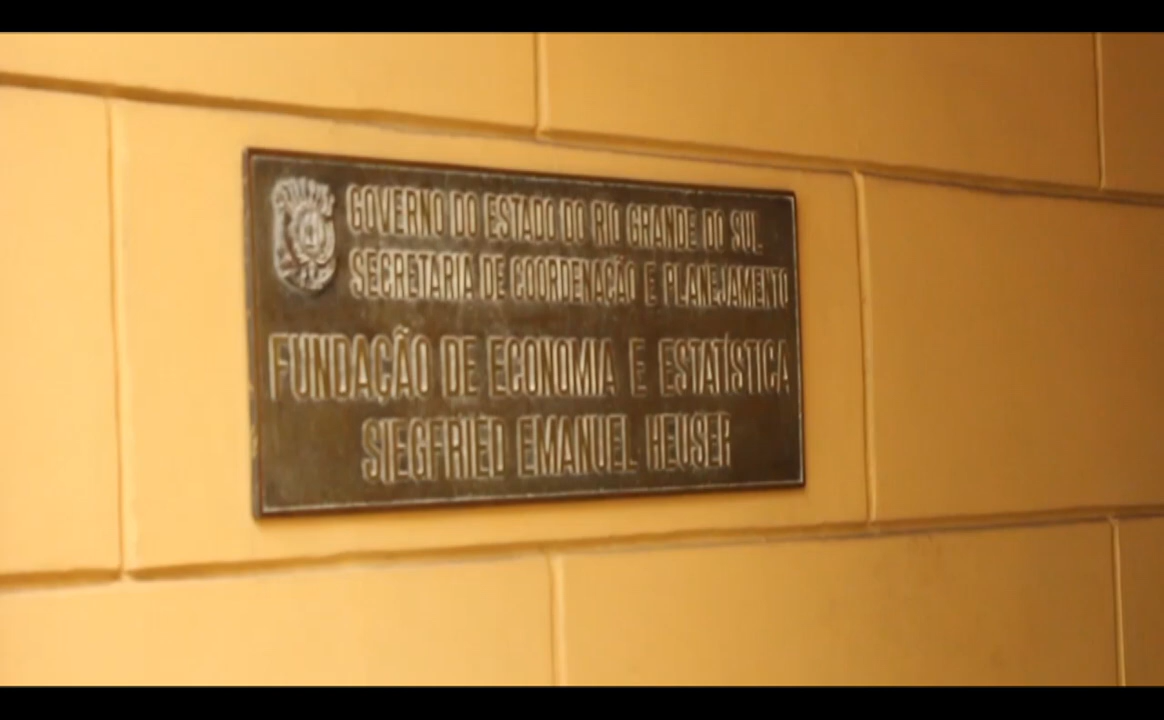 GOVERNO DO ESTADO DO RIO GRANDE DO SUL
SECRETARIA DE COORDENAÇÃO E PLANEJAMENTO
FUNDAÇÃO DE ECONOMIA E ESTATÍSTICA
SIEGFRIED EMANUEL HEUSER